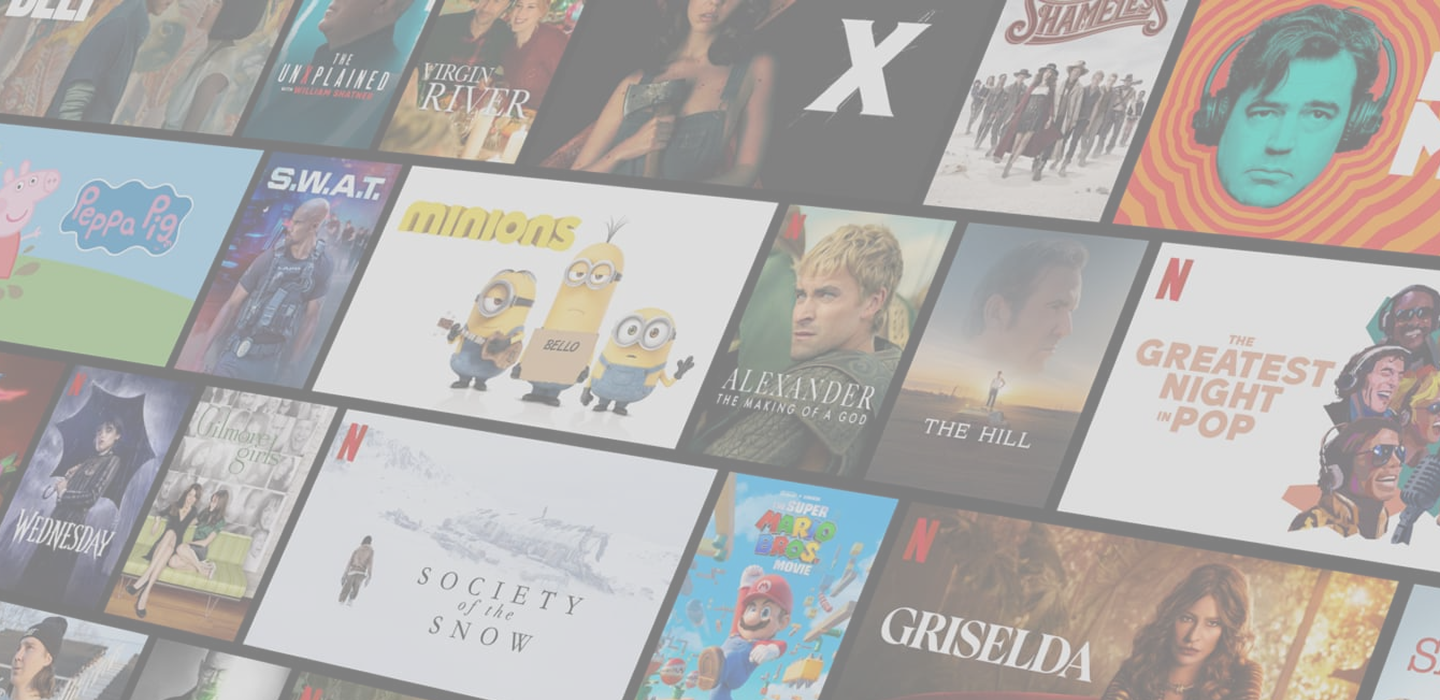 THE
UNXPLAINED
WITH WILLIAM SHATNER
VIRGIN
RIVER
X
SHAMELESS
Peppa Pig
S.W.A.T.
MINIONS
BELLO
N
ALEXANDER
THE MAKING OF A GOD
THE HILL
N
THE
GREATEST
NIGHT
IN POP
N
WEDNESDAY
Gilmore
girls
N
SOCIETY
of the
SNOW
THE SUPER
MARIO
BROS.
MOVIE
N
GRISELDA